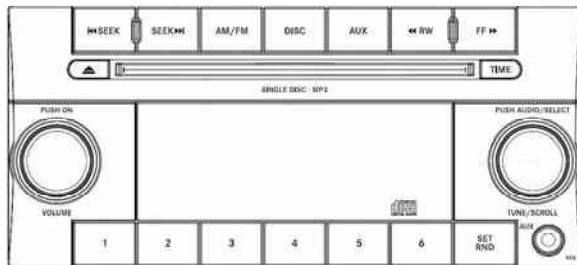 SEEK SEEK AM/FM DISC AUX RW FF
TIME
SINGLE DISC - MP3
PUSH-ON PUSH AUDIO/SELECT
VOLUME TUNE/SCROLL
AUX
1 2 3 4 5 6 SET
RND